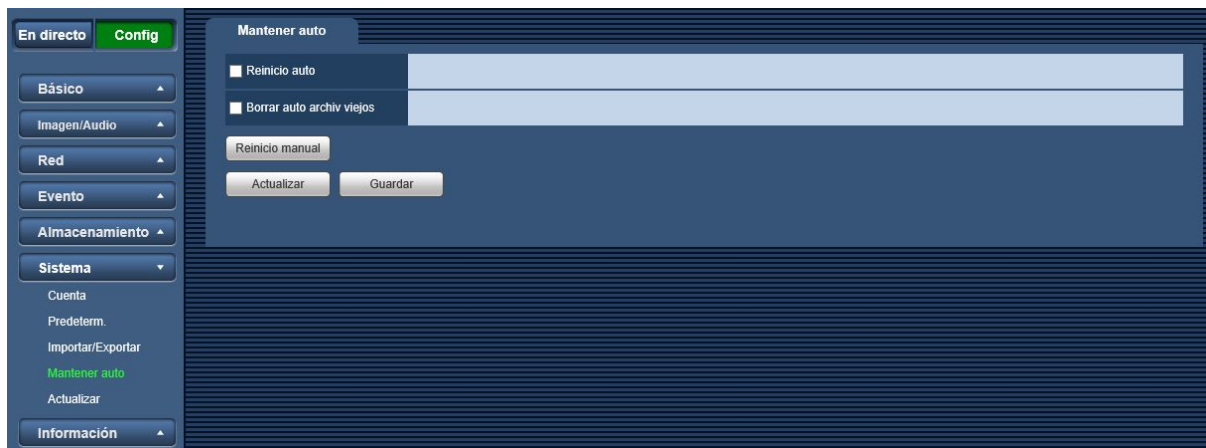 En directo Config
Básico
Imagen/Audio
Red
Evento
Almacenamiento
Sistema
Cuenta
Predeterm.
Importar/Exportar
Mantener auto
Actualizar
Información
Mantener auto
Reinicio auto
Borrar auto archiv viejos
Reinicio manual
Actualizar Guardar